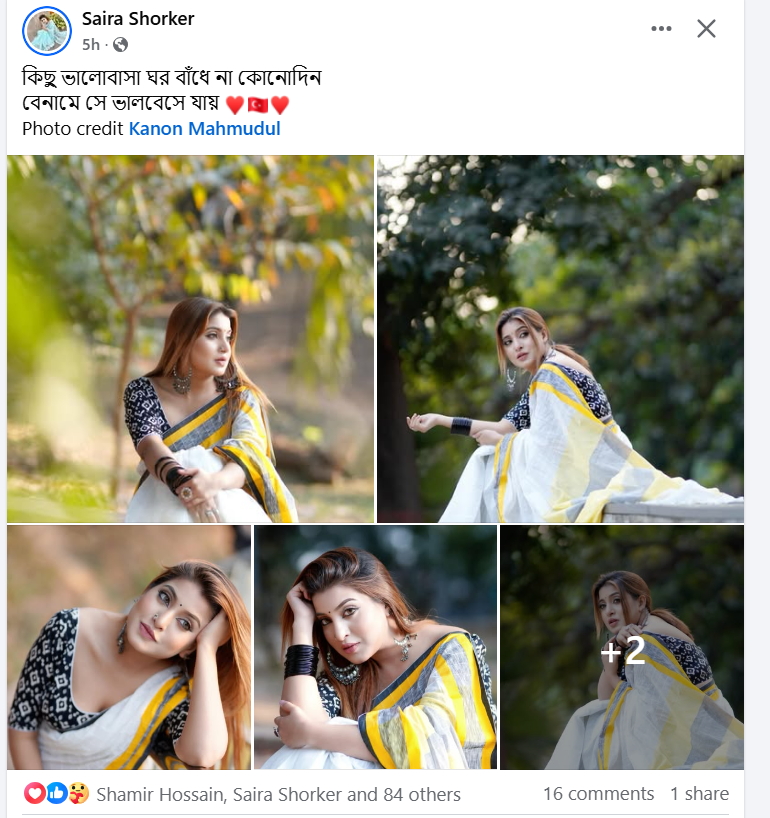 Saira Shorker
5h ·
কিছু ভালোবাসা ঘর বাঁধে না কোনোদিন
বেনামে সে ভালবেসে যায় ❤️🇹🇷❤️
Photo credit Kanon Mahmudul
+2
Shamir Hossain, Saira Shorker and 84 others
16 comments 1 share